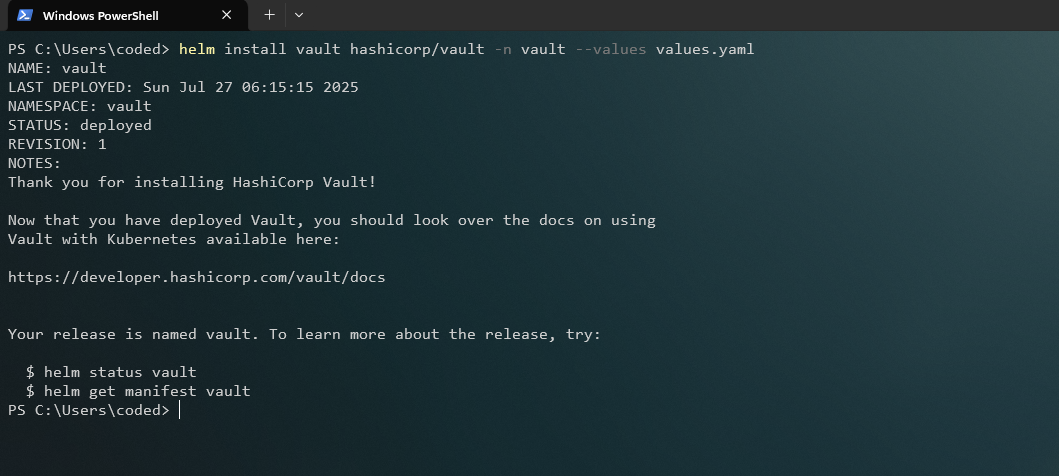 Windows PowerShell
PS C:\Users\coded> helm install vault hashicorp/vault -n vault --values values.yaml
NAME: vault
LAST DEPLOYED: Sun Jul 27 06:15:15 2025
NAMESPACE: vault
STATUS: deployed
REVISION: 1
NOTES:
Thank you for installing HashiCorp Vault!
Now that you have deployed Vault, you should look over the docs on using
Vault with Kubernetes available here:
https://developer.hashicorp.com/vault/docs
Your release is named vault. To learn more about the release, try:
$ helm status vault
$ helm get manifest vault
PS C:\Users\coded>